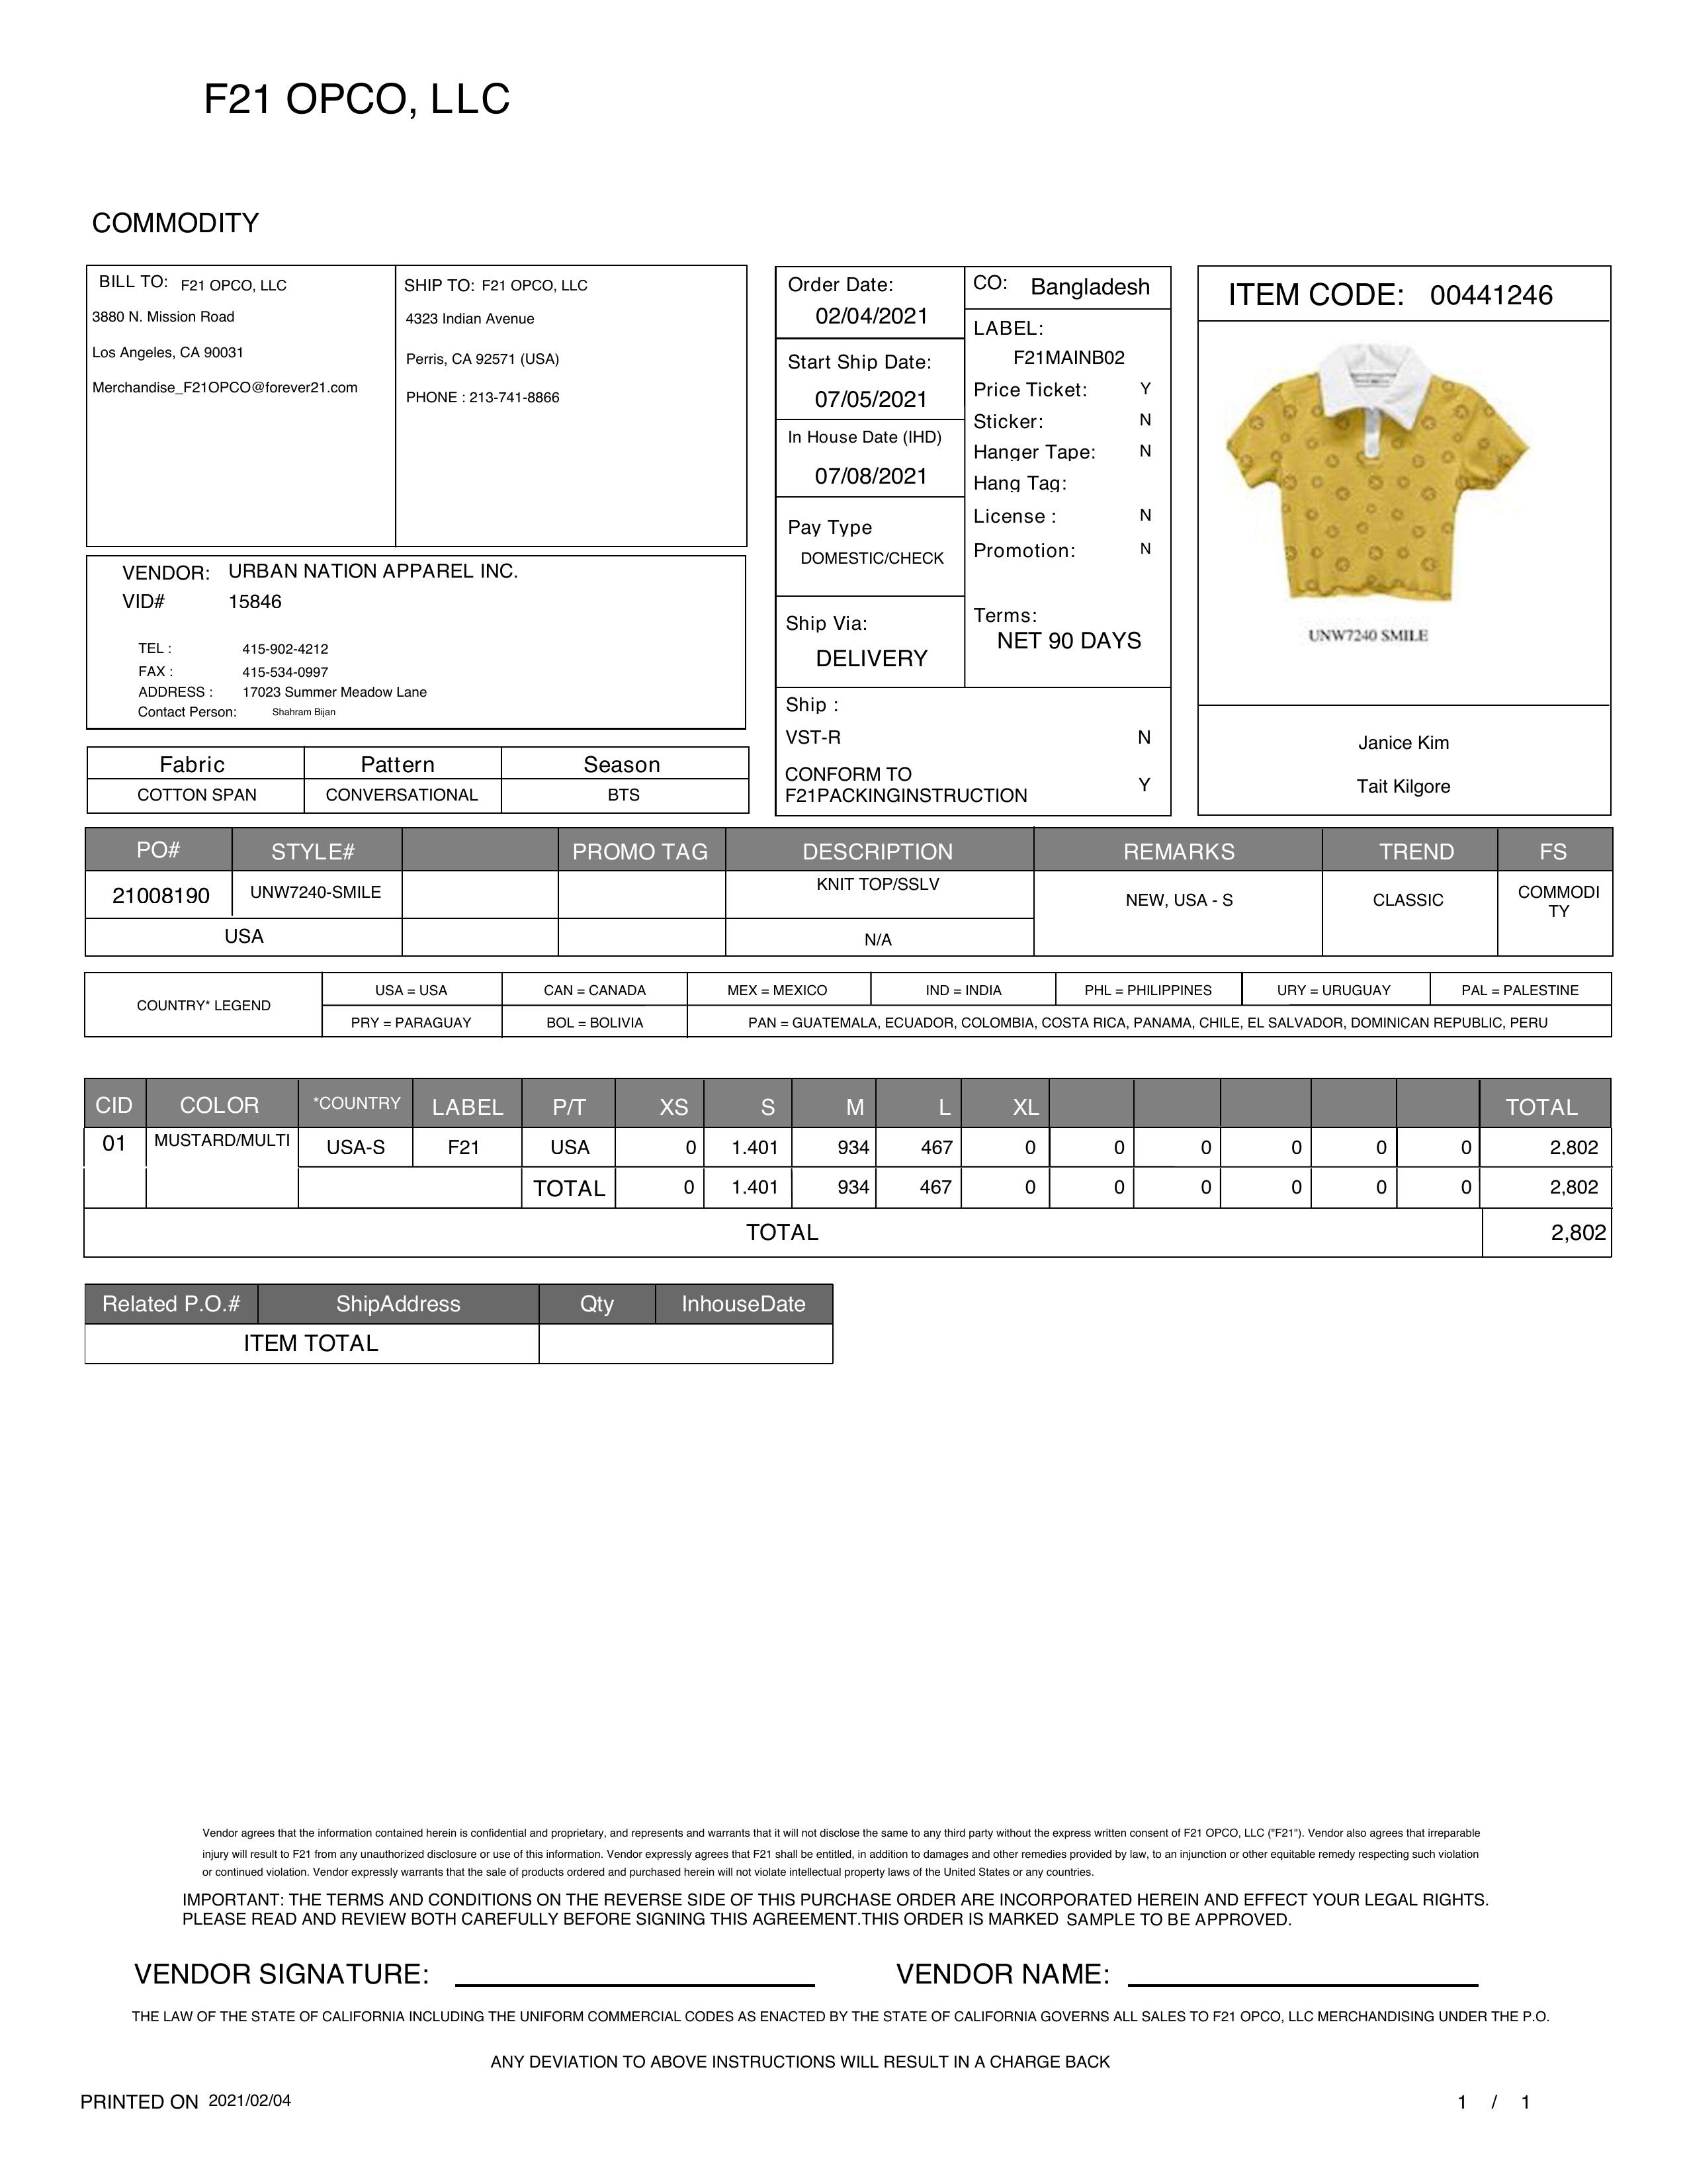 F21 OPCO, LLC
COMMODITY
BILL TO: F21 OPCO, LLC
3880 N. Mission Road
Los Angeles, CA 90031
Merchandise_F21OPCO@forever21.com
SHIP TO: F21 OPCO, LLC
4323 Indian Avenue
Perris, CA 92571 (USA)
PHONE : 213-741-8866
VENDOR: URBAN NATION APPAREL INC.
VID# 15846
TEL : 415-902-4212
FAX : 415-534-0997
ADDRESS : 17023 Summer Meadow Lane
Contact Person: Shahram Bijan
Fabric Pattern Season
COTTON SPAN CONVERSATIONAL BTS
Order Date:
02/04/2021
Start Ship Date:
07/05/2021
In House Date (IHD)
07/08/2021
Pay Type
DOMESTIC/CHECK
Ship Via:
DELIVERY
CO: Bangladesh
LABEL:
F21MAINB02
Price Ticket: Y
Sticker: N
Hanger Tape: N
Hang Tag:
License : N
Promotion: N
Terms:
NET 90 DAYS
Ship :
VST-R N
CONFORM TO
F21PACKINGINSTRUCTION Y
ITEM CODE: 00441246
UNW7240 SMILE
Janice Kim
Tait Kilgore
PO# STYLE# PROMO TAG DESCRIPTION REMARKS TREND FS
21008190 UNW7240-SMILE KNIT TOP/SSLV NEW, USA - S CLASSIC COMMODI
TY
USA N/A
COUNTRY* LEGEND
USA = USA CAN = CANADA MEX = MEXICO IND = INDIA PHL = PHILIPPINES URY = URUGUAY PAL = PALESTINE
PRY = PARAGUAY BOL = BOLIVIA PAN = GUATEMALA, ECUADOR, COLOMBIA, COSTA RICA, PANAMA, CHILE, EL SALVADOR, DOMINICAN REPUBLIC, PERU
CID COLOR *COUNTRY LABEL P/T XS S M L XL TOTAL
01 MUSTARD/MULTI USA-S F21 USA 0 1.401 934 467 0 0 0 0 0 0 2,802
TOTAL 0 1.401 934 467 0 0 0 0 0 0 2,802
TOTAL 2,802
Related P.O.# ShipAddress Qty InhouseDate
ITEM TOTAL
Vendor agrees that the information contained herein is confidential and proprietary, and represents and warrants that it will not disclose the same to any third party without the express written consent of F21 OPCO, LLC ("F21"). Vendor also agrees that irreparable
injury will result to F21 from any unauthorized disclosure or use of this information. Vendor expressly agrees that F21 shall be entitled, in addition to damages and other remedies provided by law, to an injunction or other equitable remedy respecting such violation
or continued violation. Vendor expressly warrants that the sale of products ordered and purchased herein will not violate intellectual property laws of the United States or any countries.
IMPORTANT: THE TERMS AND CONDITIONS ON THE REVERSE SIDE OF THIS PURCHASE ORDER ARE INCORPORATED HEREIN AND EFFECT YOUR LEGAL RIGHTS.
PLEASE READ AND REVIEW BOTH CAREFULLY BEFORE SIGNING THIS AGREEMENT.THIS ORDER IS MARKED SAMPLE TO BE APPROVED.
VENDOR SIGNATURE: VENDOR NAME:
THE LAW OF THE STATE OF CALIFORNIA INCLUDING THE UNIFORM COMMERCIAL CODES AS ENACTED BY THE STATE OF CALIFORNIA GOVERNS ALL SALES TO F21 OPCO, LLC MERCHANDISING UNDER THE P.O.
ANY DEVIATION TO ABOVE INSTRUCTIONS WILL RESULT IN A CHARGE BACK
PRINTED ON 2021/02/04
1 / 1